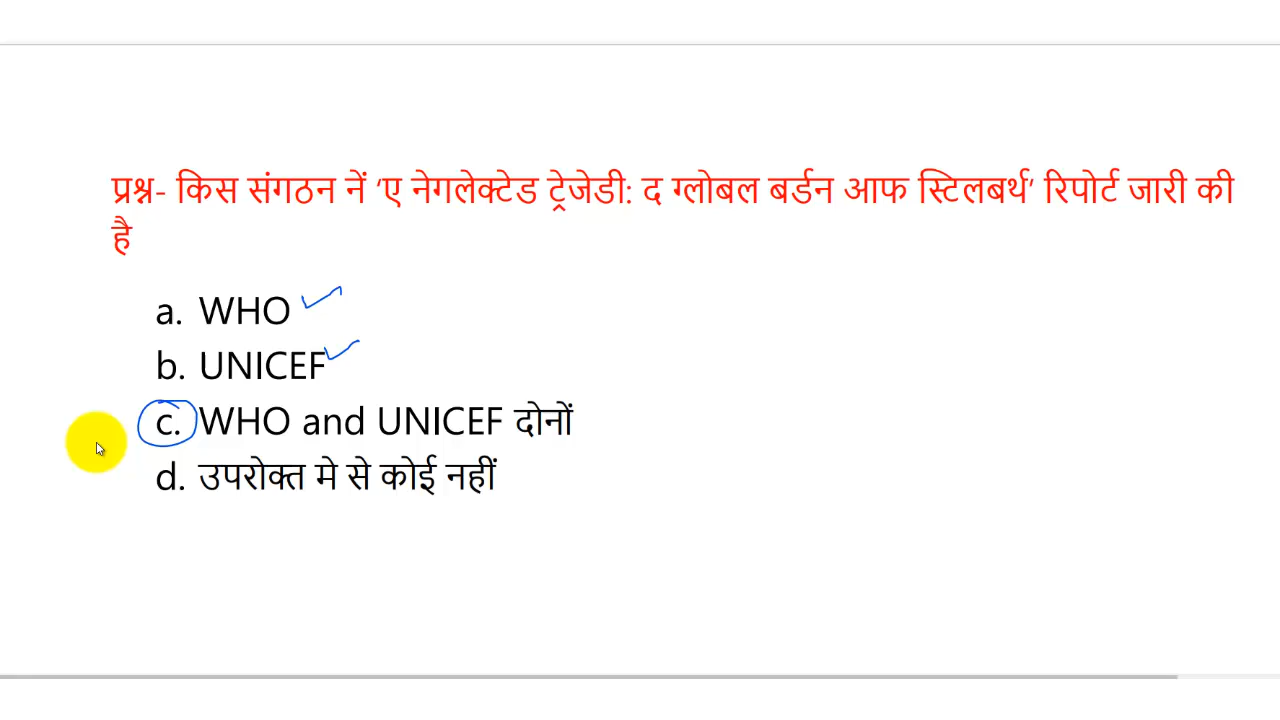 प्रश्न- किस संगठन नें ‘ए नेगलेक्टेड ट्रेजेडी: द ग्लोबल बर्डन आफ स्टिलबर्थ’ रिपोर्ट जारी की
है
a. WHO
b. UNICEF
c. WHO and UNICEF दोनों
d. उपरोक्त मे से कोई नहीं